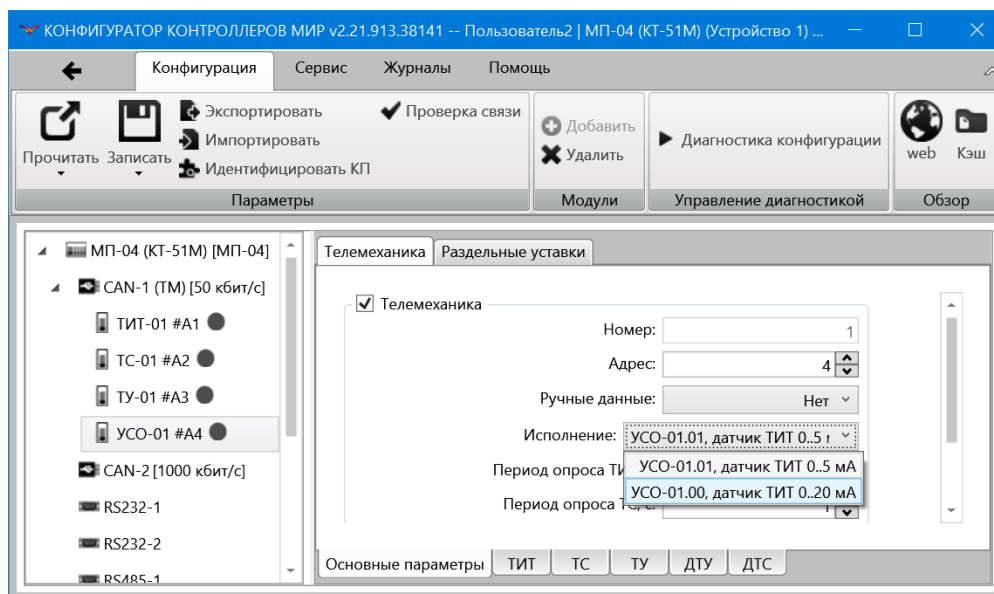 КОНФИГУРАТОР КОНТРОЛЛЕРОВ МИР v2.21.913.38141 -- Пользователь2 | МП-04 (КТ-51М) (Устройство 1) ...
Конфигурация Сервис Журналы Помощь
Прочитать Записать
Экспортировать
Импортировать
Идентифицировать КП
Проверка связи
Параметры
Добавить
Удалить
Модули
Диагностика конфигурации
Управление диагностикой
web Кэш
Обзор
МП-04 (КТ-51М) [МП-04]
CAN-1 (ТМ) [50 кбит/с]
ТИТ-01 #A1
ТС-01 #A2
ТУ-01 #A3
УСО-01 #A4
CAN-2 [1000 кбит/с]
RS232-1
RS232-2
RS485-1
Телемеханика Раздельные уставки
Телемеханика
Номер: 1
Адрес: 4
Ручные данные: Нет
Исполнение: УСО-01.01, датчик ТИТ 0..5
УСО-01.01, датчик ТИТ 0..5 мА
УСО-01.00, датчик ТИТ 0..20 мА
Период опроса
Период опроса ТС, с: 1
Основные параметры ТИТ ТС ТУ ДТУ ДТС